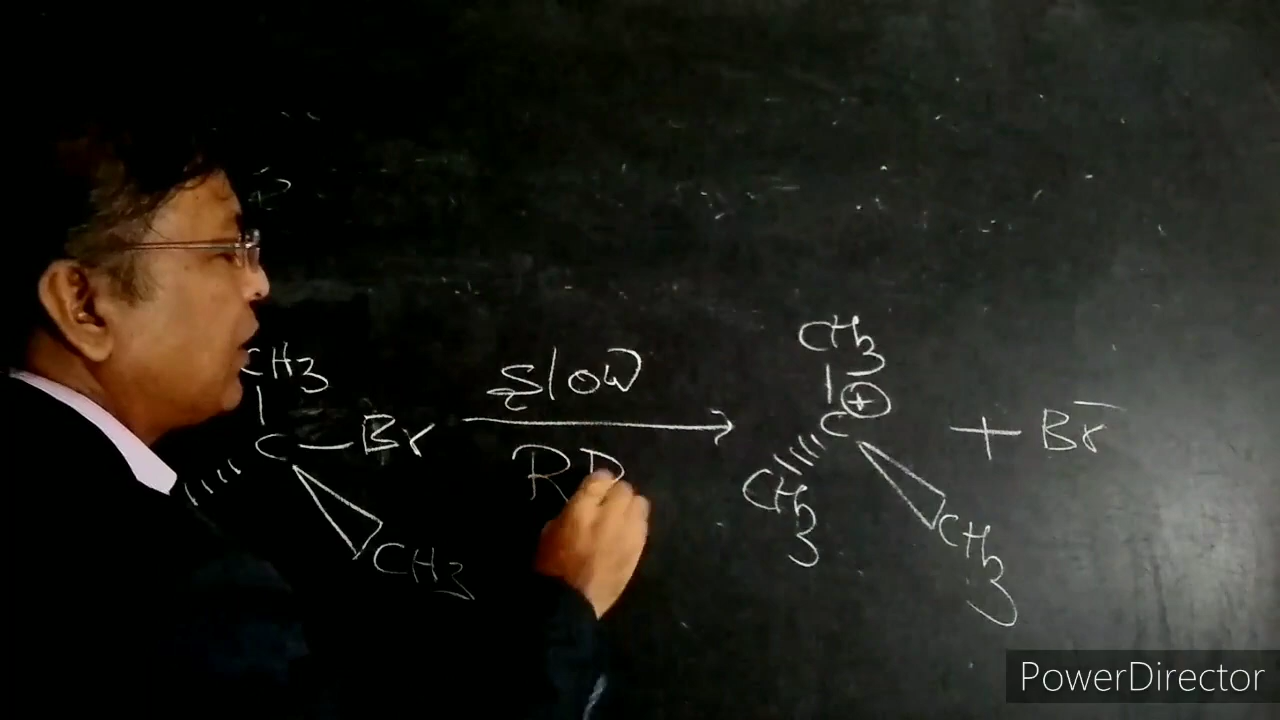 CH3 slow CH3
C—Br → C⊕ + Br⁻
RD
CH3 CH3 CH3
PowerDirector